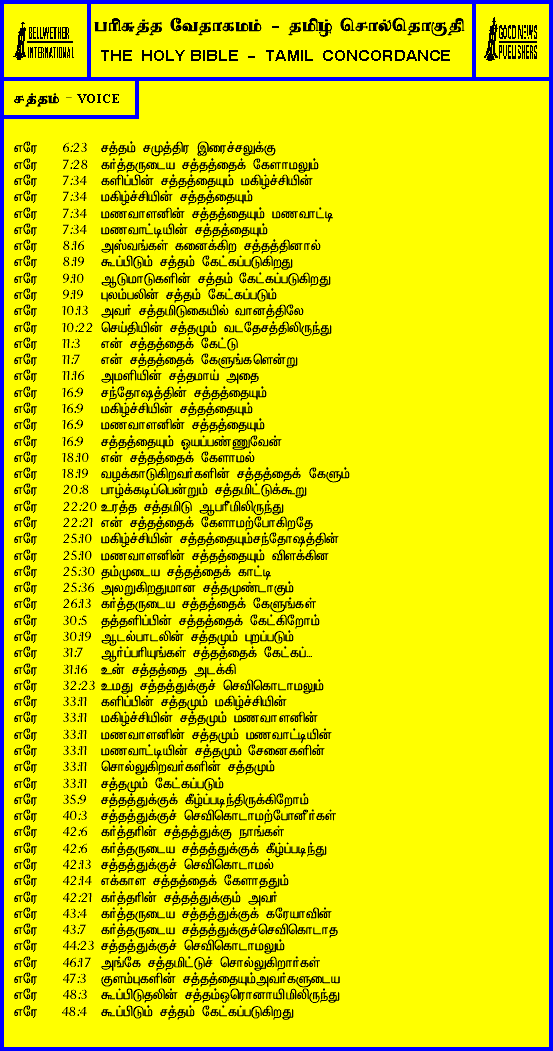 BELLWETHER
INTERNATIONAL
பரிசுத்த வேதாகமம் - தமிழ் சொல்தொகுதி
THE HOLY BIBLE - TAMIL CONCORDANCE
GOOD NEWS
PUBLISHERS
சத்தம் - VOICE
எரே 6:23 சத்தம் சமுத்திர இரைச்சலுக்கு
எரே 7:28 கர்த்தருடைய சத்தத்தைக் கேளாமலும்
எரே 7:34 களிப்பின் சத்தத்தையும் மகிழ்ச்சியின்
எரே 7:34 மகிழ்ச்சியின் சத்தத்தையும்
எரே 7:34 மணவாளனின் சத்தத்தையும் மணவாட்டி
எரே 7:34 மணவாட்டியின் சத்தத்தையும்
எரே 8:16 அஸ்வங்கள் கனைக்கிற சத்தத்தினால்
எரே 8:19 கூப்பிடும் சத்தம் கேட்கப்படுகிறது
எரே 9:10 ஆடுமாடுகளின் சத்தம் கேட்கப்படுகிறது
எரே 9:19 புலம்பலின் சத்தம் கேட்கப்படும்
எரே 10:13 அவர் சத்தமிடுகையில் வானத்திலே
எரே 10:22 செய்தியின் சத்தமும் வடதேசத்திலிருந்து
எரே 11:3 என் சத்தத்தைக் கேட்டு
எரே 11:7 என் சத்தத்தைக் கேளுங்களென்று
எரே 11:16 அமளியின் சத்தமாய் அதை
எரே 16:9 சந்தோஷத்தின் சத்தத்தையும்
எரே 16:9 மகிழ்ச்சியின் சத்தத்தையும்
எரே 16:9 மணவாளனின் சத்தத்தையும்
எரே 16:9 சத்தத்தையும் ஒயப்பண்ணுவேன்
எரே 18:10 என் சத்தத்தைக் கேளாமல்
எரே 18:19 வழக்காடுகிறவர்களின் சத்தத்தைக் கேளும்
எரே 20:8 பாழ்க்கடிப்பென்றும் சத்தமிட்டுக்கூறு
எரே 22:20 உரத்த சத்தமிடு ஆபரீமிலிருந்து
எரே 22:21 என் சத்தத்தைக் கேளாமற்போகிறதே
எரே 25:10 மகிழ்ச்சியின் சத்தத்தையும்சந்தோஷத்தின்
எரே 25:10 மணவாளனின் சத்தத்தையும் விளக்கின
எரே 25:30 தம்முடைய சத்தத்தைக் காட்டி
எரே 25:36 அலறுகிறதுமான சத்தமுண்டாகும்
எரே 26:13 கர்த்தருடைய சத்தத்தைக் கேளுங்கள்
எரே 30:5 தத்தளிப்பின் சத்தத்தைக் கேட்கிறோம்
எரே 30:19 ஆடல்பாடலின் சத்தமும் புறப்படும்
எரே 31:7 ஆர்ப்பரியுங்கள் சத்தத்தைக் கேட்கப்...
எரே 31:16 உன் சத்தத்தை அடக்கி
எரே 32:23 உமது சத்தத்துக்குச் செவிகொடாமலும்
எரே 33:11 களிப்பின் சத்தமும் மகிழ்ச்சியின்
எரே 33:11 மகிழ்ச்சியின் சத்தமும் மணவாளனின்
எரே 33:11 மணவாளனின் சத்தமும் மணவாட்டியின்
எரே 33:11 மணவாட்டியின் சத்தமும் சேனைகளின்
எரே 33:11 சொல்லுகிறவர்களின் சத்தமும்
எரே 33:11 சத்தமும் கேட்கப்படும்
எரே 35:9 சத்தத்துக்குக் கீழ்ப்படிந்திருக்கிறோம்
எரே 40:3 சத்தத்துக்குச் செவிகொடாமற்போனீர்கள்
எரே 42:6 கர்த்தரின் சத்தத்துக்கு நாங்கள்
எரே 42:6 கர்த்தருடைய சத்தத்துக்குக் கீழ்ப்படிந்து
எரே 42:13 சத்தத்துக்குச் செவிகொடாமல்
எரே 42:14 எக்காள சத்தத்தைக் கேளாததும்
எரே 42:21 கர்த்தரின் சத்தத்துக்கும் அவர்
எரே 43:4 கர்த்தருடைய சத்தத்துக்குக் கரேயாவின்
எரே 43:7 கர்த்தருடைய சத்தத்துக்குச்செவிகொடாத
எரே 44:23 சத்தத்துக்குச் செவிகொடாமலும்
எரே 46:17 அங்கே சத்தமிட்டுச் சொல்லுகிறார்கள்
எரே 47:3 குளம்புகளின் சத்தத்தையும்அவர்களுடைய
எரே 48:3 கூப்பிடுதலின் சத்தம்ஒரொனாயிமிலிருந்து
எரே 48:4 கூப்பிடும் சத்தம் கேட்கப்படுகிறது